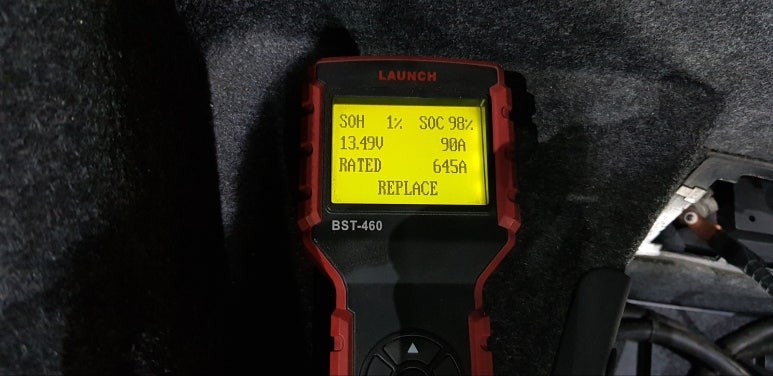 LAUNCH
SOH 1% SOC 98%
13.49V 90A
RATED 645A
REPLACE
BST-460